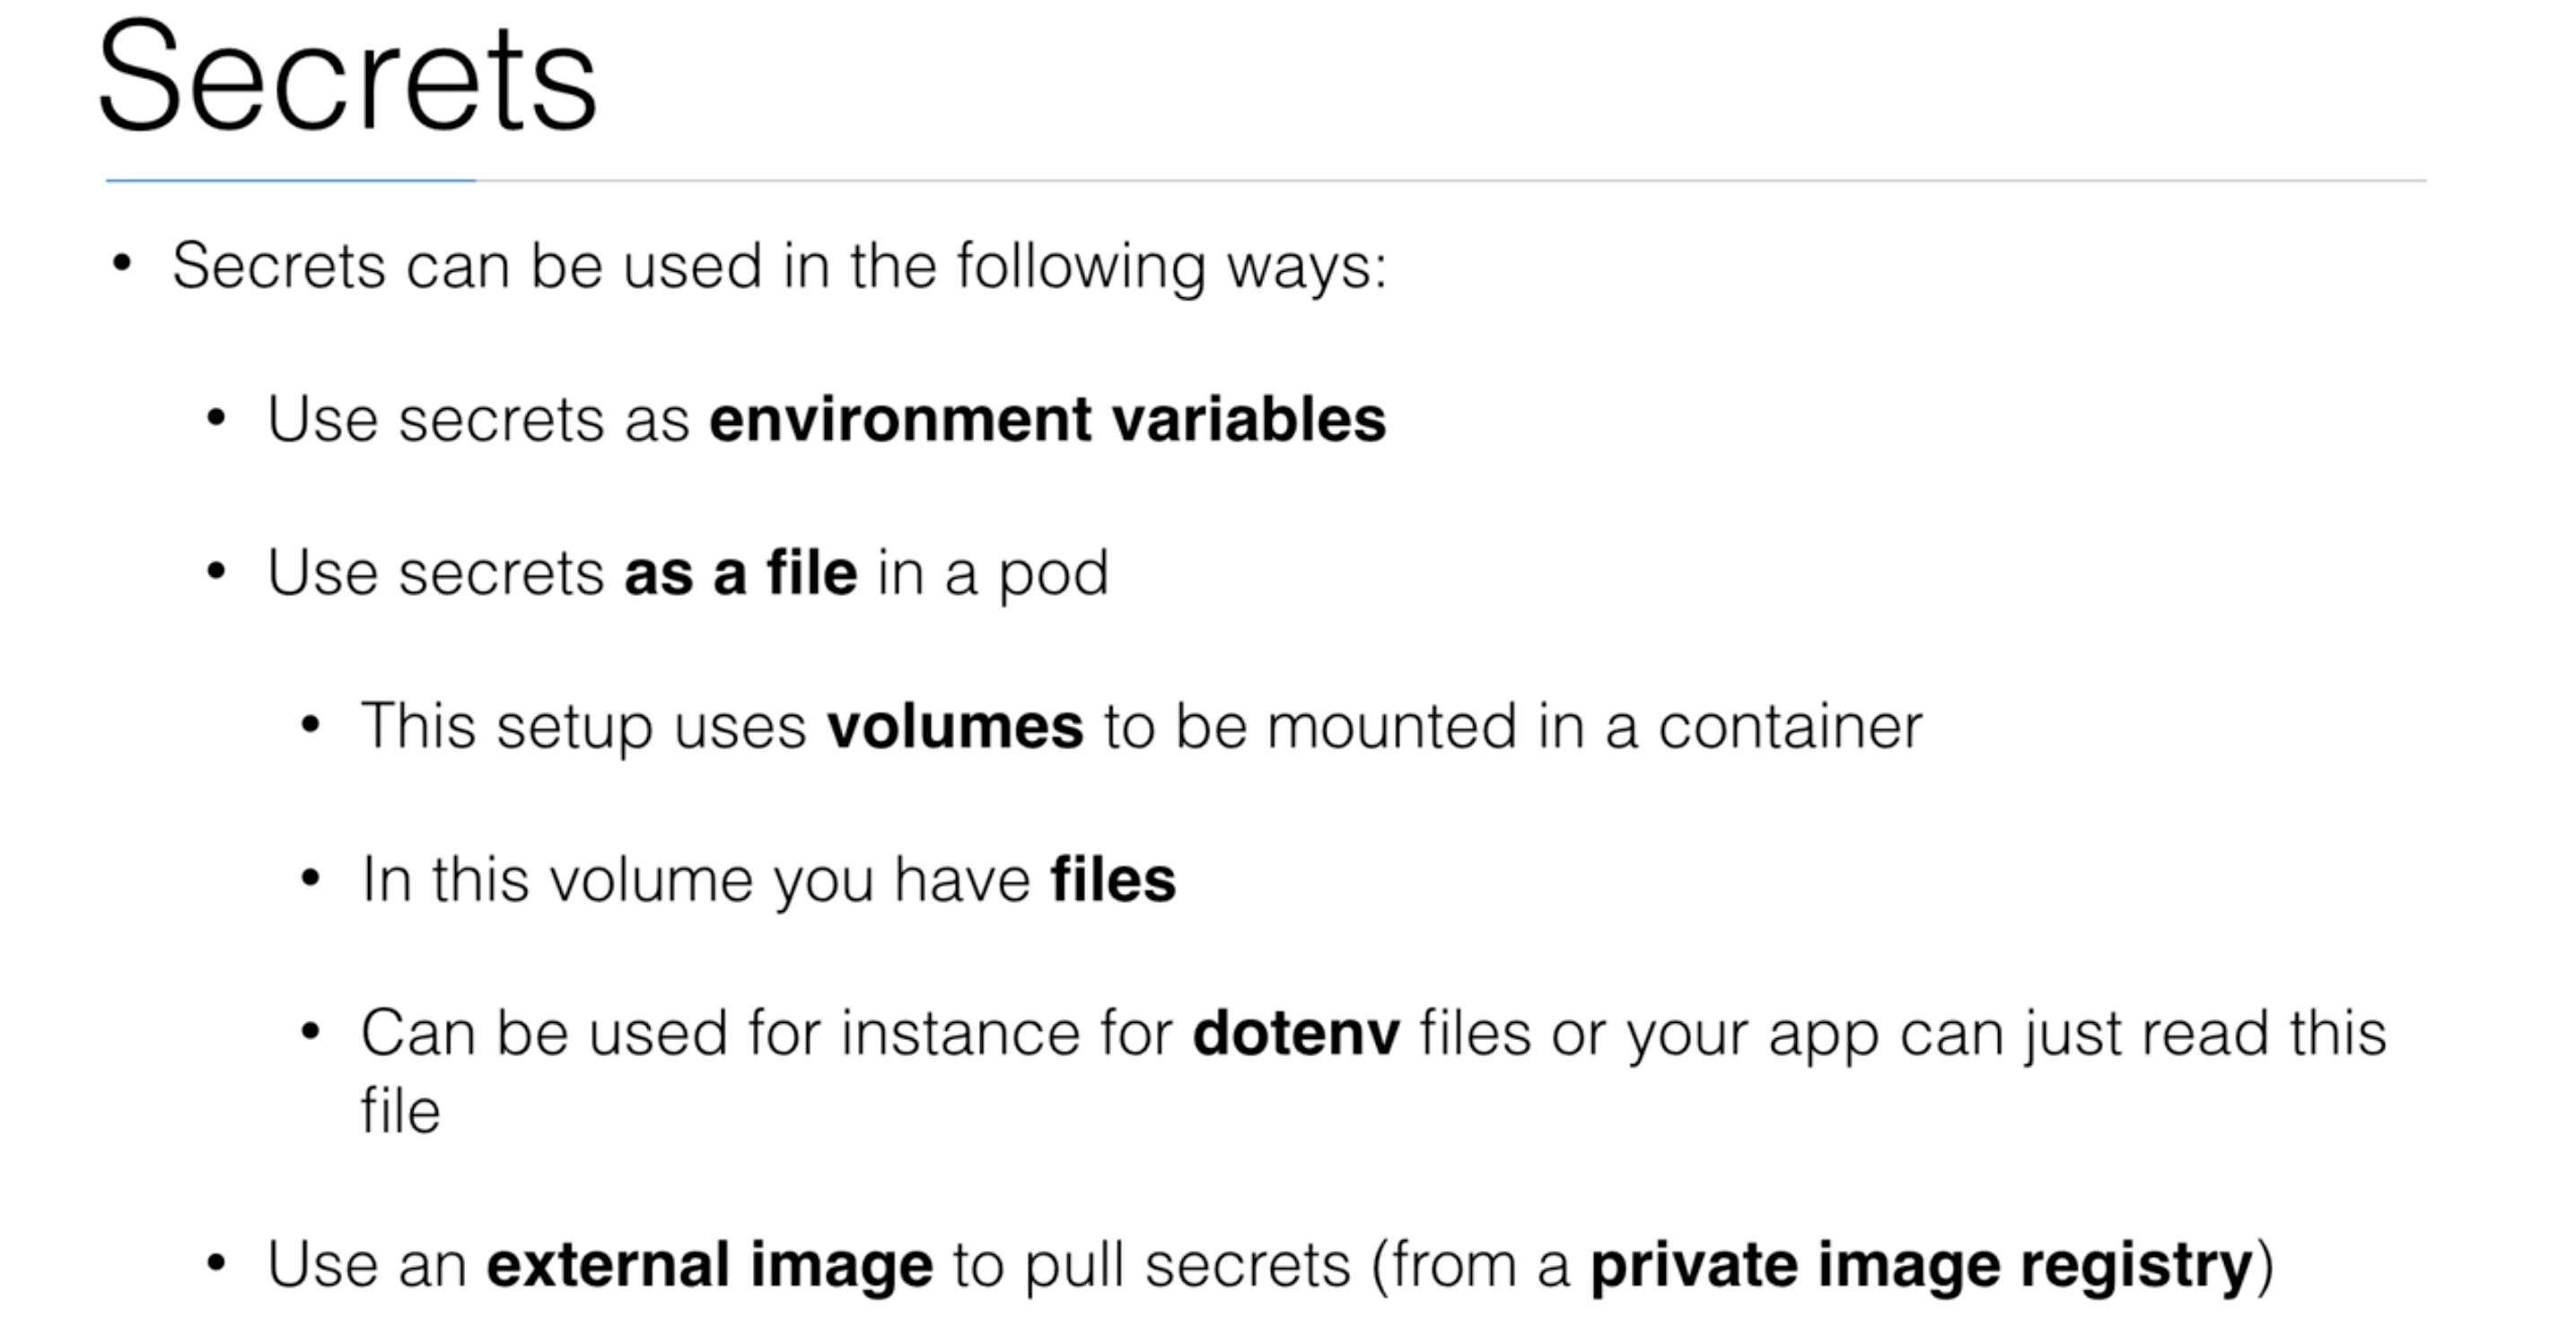 Secrets
• Secrets can be used in the following ways:
• Use secrets as environment variables
• Use secrets as a file in a pod
• This setup uses volumes to be mounted in a container
• In this volume you have files
• Can be used for instance for dotenv files or your app can just read this
file
• Use an external image to pull secrets (from a private image registry)